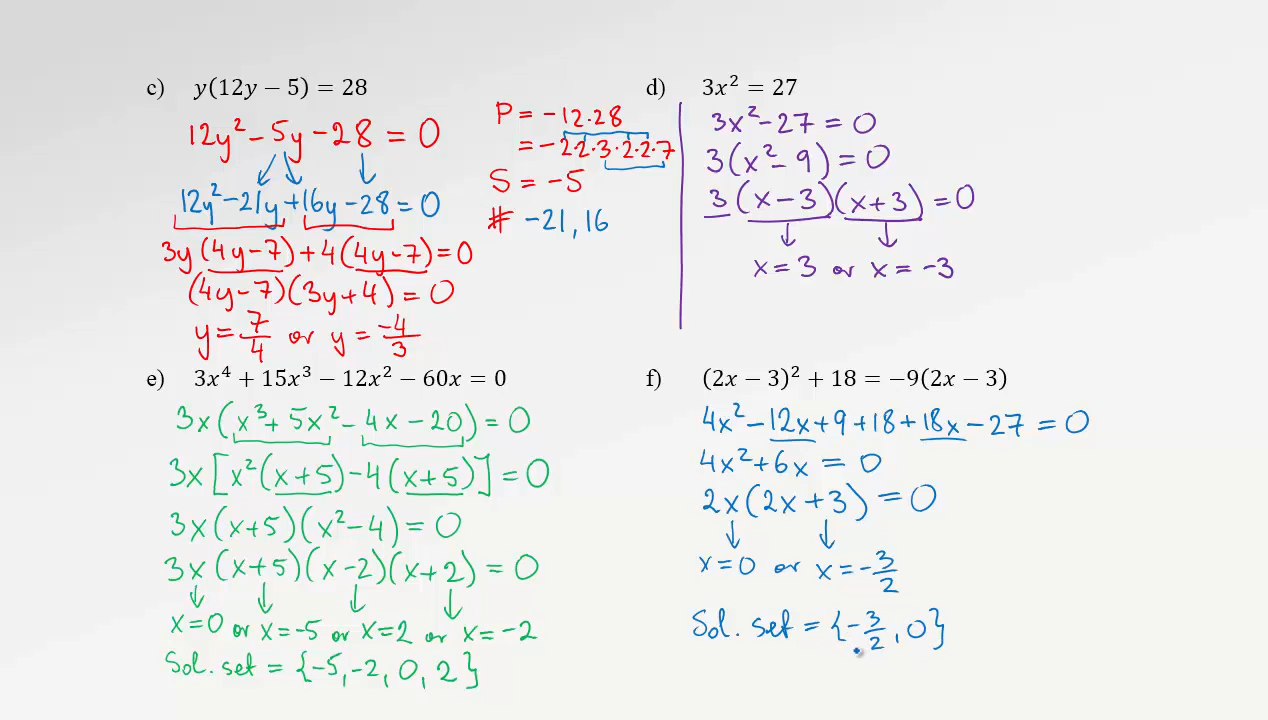 c) y(12y − 5) = 28
12y² − 5y − 28 = 0
12y² −21y +16y −28 = 0
3y(4y−7)+4(4y−7)=0
(4y−7)(3y+4) = 0
y = 7/4 or y = −4/3
P = −12·28
= −2·2·3·2·2·7
S = −5
# −21, 16
d) 3x² = 27
3x²−27 = 0
3(x²−9) = 0
3(x−3)(x+3) = 0
x = 3 or x = −3
e) 3x⁴ + 15x³ − 12x² − 60x = 0
3x(x³+5x²−4x−20) = 0
3x[x²(x+5)−4(x+5)] = 0
3x(x+5)(x²−4) = 0
3x(x+5)(x−2)(x+2) = 0
x=0 or x=−5 or x=2 or x=−2
Sol. set = {−5,−2, 0, 2}
f) (2x − 3)² + 18 = −9(2x − 3)
4x²−12x+9+18+18x−27 = 0
4x²+6x = 0
2x(2x+3) = 0
x=0 or x=−3/2
Sol. set = {−3/2, 0}